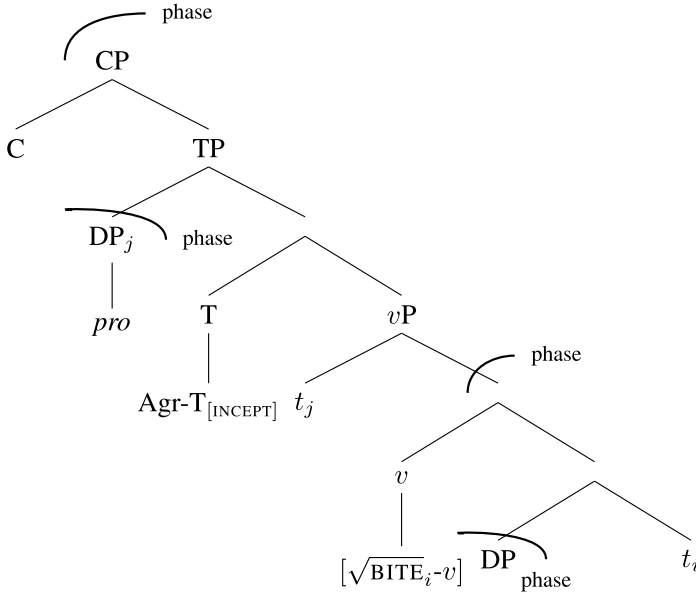 phase
CP
C TP
DPj phase
pro T vP
phase
Agr-T[INCEPT] tj
v
[√BITEi-v] DP ti
phase